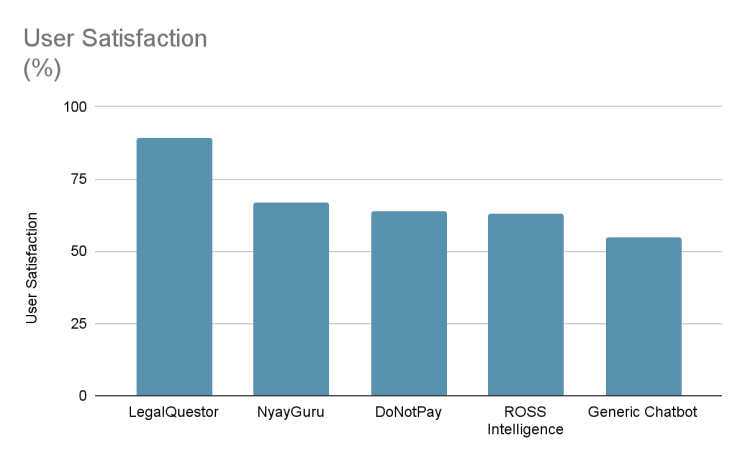 User Satisfaction
(%)
100
75
50
25
0
User Satisfaction
LegalQuestor
NyayGuru
DoNotPay
ROSS
Intelligence
Generic Chatbot